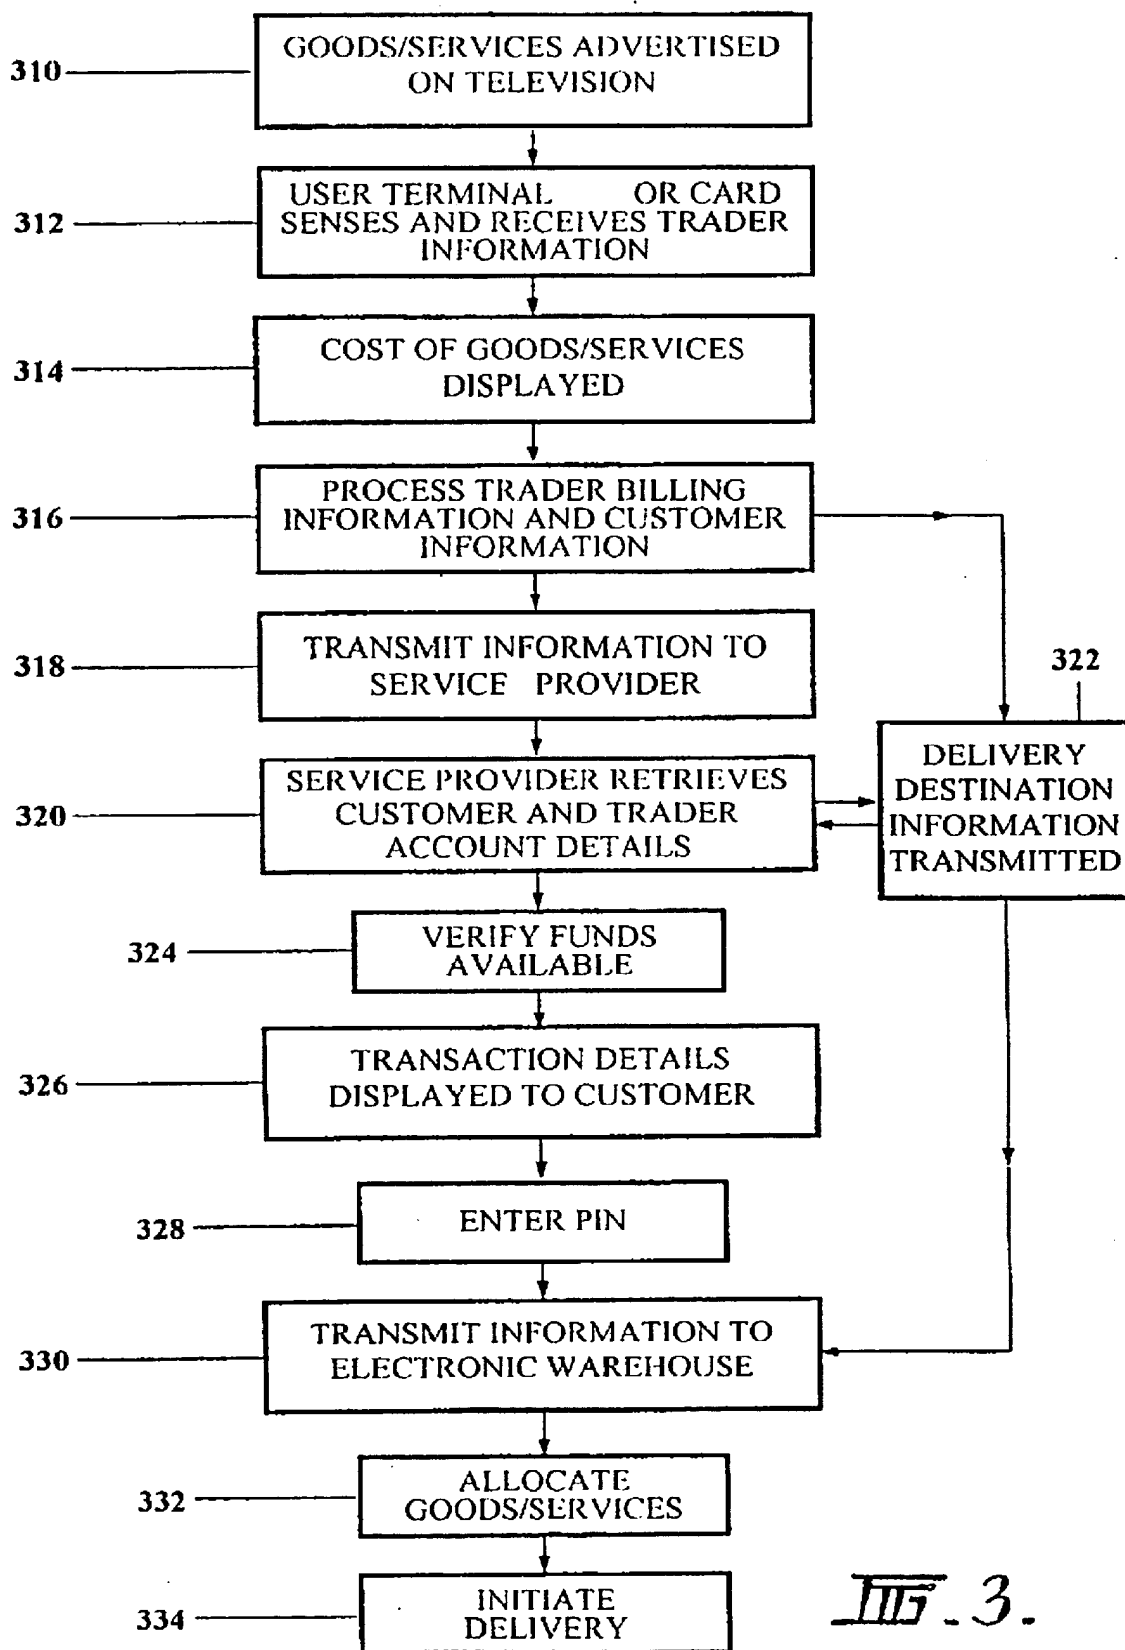 310
GOODS/SERVICES ADVERTISED
ON TELEVISION
312
USER TERMINAL OR CARD
SENSES AND RECEIVES TRADER
INFORMATION
314
COST OF GOODS/SERVICES
DISPLAYED
316
PROCESS TRADER BILLING
INFORMATION AND CUSTOMER
INFORMATION
318
TRANSMIT INFORMATION TO
SERVICE PROVIDER
322
DELIVERY
DESTINATION
INFORMATION
TRANSMITTED
320
SERVICE PROVIDER RETRIEVES
CUSTOMER AND TRADER
ACCOUNT DETAILS
324
VERIFY FUNDS
AVAILABLE
326
TRANSACTION DETAILS
DISPLAYED TO CUSTOMER
328
ENTER PIN
330
TRANSMIT INFORMATION TO
ELECTRONIC WAREHOUSE
332
ALLOCATE
GOODS/SERVICES
334
INITIATE
DELIVERY
FIG. 3.